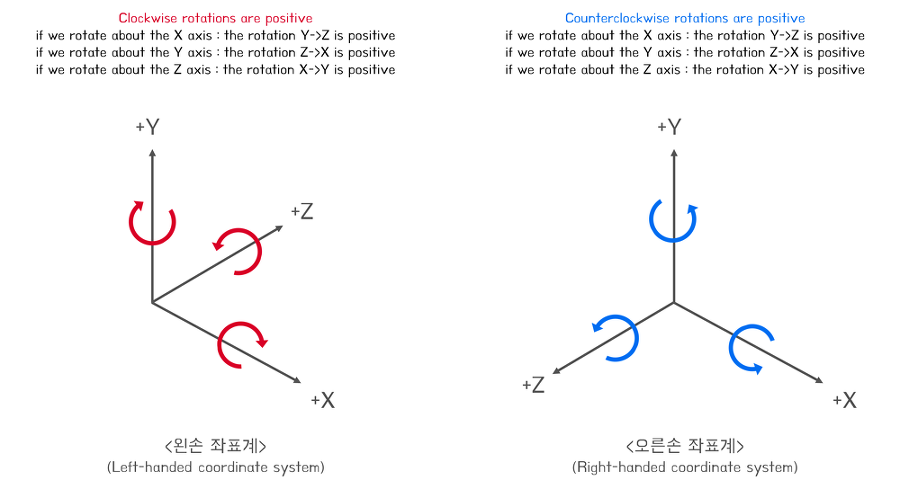 Clockwise rotations are positive
if we rotate about the X axis : the rotation Y->Z is positive
if we rotate about the Y axis : the rotation Z->X is positive
if we rotate about the Z axis : the rotation X->Y is positive
+Y
+Z
+X
<왼손 좌표계>
(Left-handed coordinate system)
Counterclockwise rotations are positive
if we rotate about the X axis : the rotation Y->Z is positive
if we rotate about the Y axis : the rotation Z->X is positive
if we rotate about the Z axis : the rotation X->Y is positive
+Y
+Z
+X
<오른손 좌표계>
(Right-handed coordinate system)